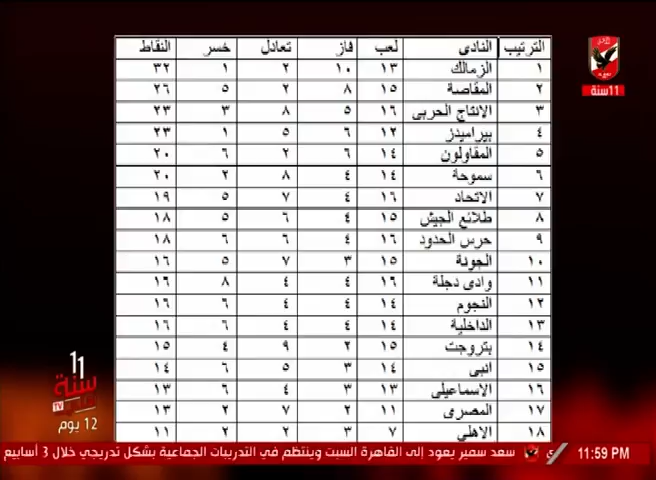 الترتيب النادى لعب فاز تعادل خسر النقاط
١ الزمالك ١٣ ١٠ ٢ ١ ٣٢
٢ المقاصة ١٥ ٨ ٢ ٥ ٢٦
٣ الانتاج الحربى ١٦ ٥ ٨ ٣ ٢٣
٤ بيراميدز ١٢ ٦ ٥ ١ ٢٣
٥ المقاولون ١٤ ٦ ٢ ٦ ٢٠
٦ سموحة ١٤ ٤ ٨ ٢ ٢٠
٧ الاتحاد ١٦ ٤ ٧ ٥ ١٩
٨ طلائع الجيش ١٥ ٤ ٦ ٥ ١٨
٩ حرس الحدود ١٦ ٤ ٦ ٦ ١٨
١٠ الجونة ١٥ ٣ ٧ ٥ ١٦
١١ وادى دجلة ١٦ ٤ ٤ ٨ ١٦
١٢ النجوم ١٤ ٤ ٤ ٦ ١٦
١٣ الداخلية ١٤ ٤ ٤ ٦ ١٦
١٤ بتروجت ١٥ ٢ ٩ ٤ ١٥
١٥ انبى ١٤ ٣ ٥ ٦ ١٤
١٦ الاسماعيلى ١٣ ٣ ٤ ٦ ١٣
١٧ المصرى ١١ ٢ ٧ ٢ ١٣
١٨ الاهلى ٧ ٣ ٢ ٢ ١١
11سنة
11
سنة
TV
12 يوم
سعد سمير يعود إلى القاهرة السبت وينتظم في التدريبات الجماعية بشكل تدريجي خلال 3 أسابيع
11:59 PM